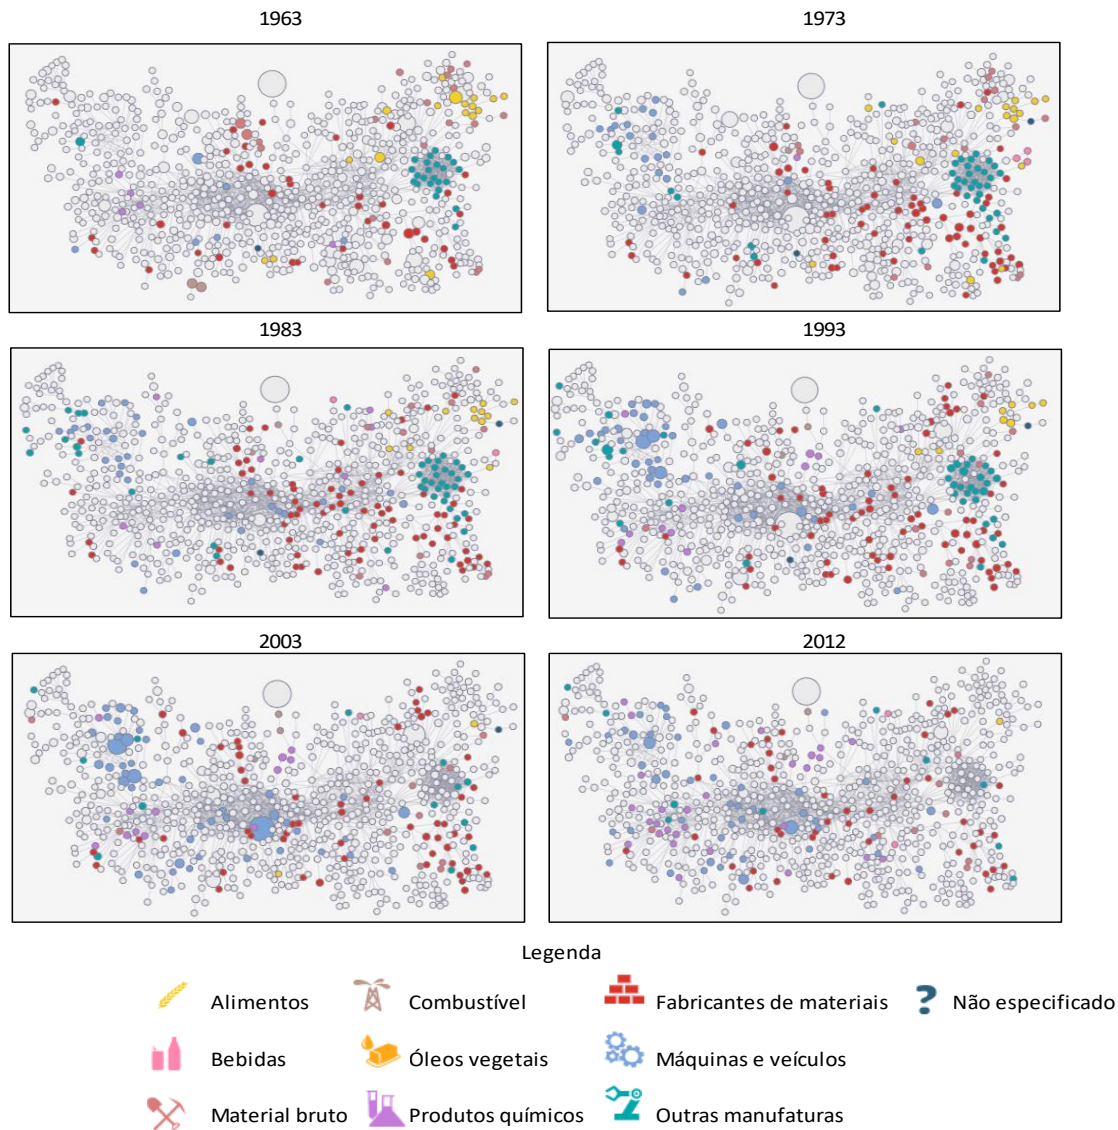 1963 1973
1983 1993
2003 2012
Legenda
Alimentos Combustível Fabricantes de materiais Não especificado
Bebidas Óleos vegetais Máquinas e veículos
Material bruto Produtos químicos Outras manufaturas